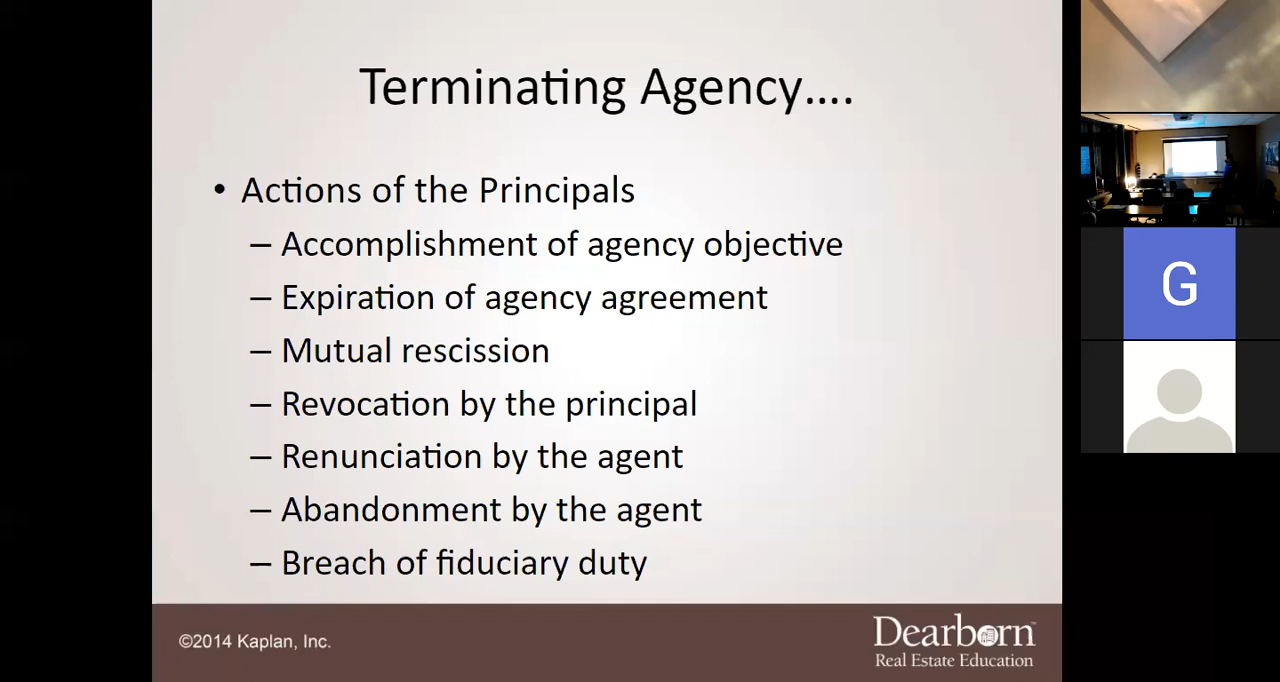 Terminating Agency....
• Actions of the Principals
– Accomplishment of agency objective
– Expiration of agency agreement
– Mutual rescission
– Revocation by the principal
– Renunciation by the agent
– Abandonment by the agent
– Breach of fiduciary duty
©2014 Kaplan, Inc.
Dearborn™
Real Estate Education
G